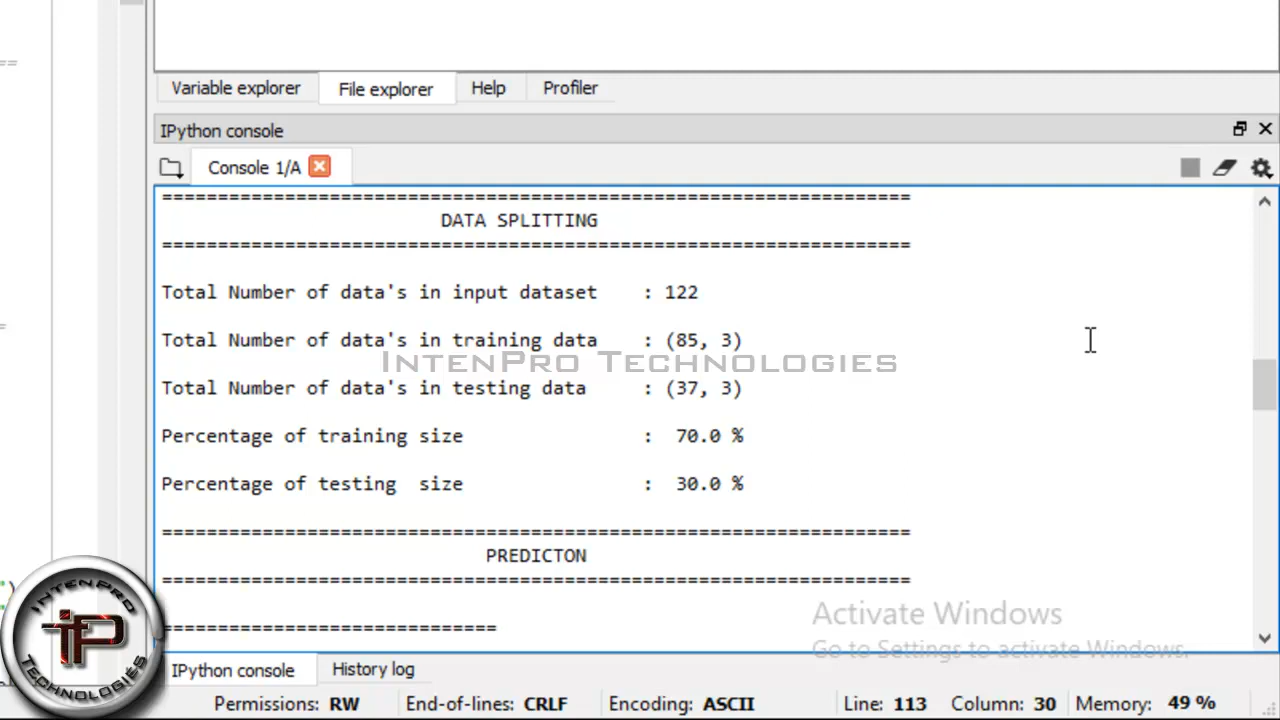 Variable explorer File explorer Help Profiler
IPython console
Console 1/A
====================================================================
DATA SPLITTING
====================================================================
Total Number of data's in input dataset : 122
Total Number of data's in training data : (85, 3)
IntenPro Technologies
Total Number of data's in testing data : (37, 3)
Percentage of training size : 70.0 %
Percentage of testing size : 30.0 %
====================================================================
PREDICTON
====================================================================
==============================
Activate Windows
Go to Settings to activate Windows.
INTENPRO
iP
TECHNOLOGIES
IPython console History log
Permissions: RW End-of-lines: CRLF Encoding: ASCII Line: 113 Column: 30 Memory: 49 %